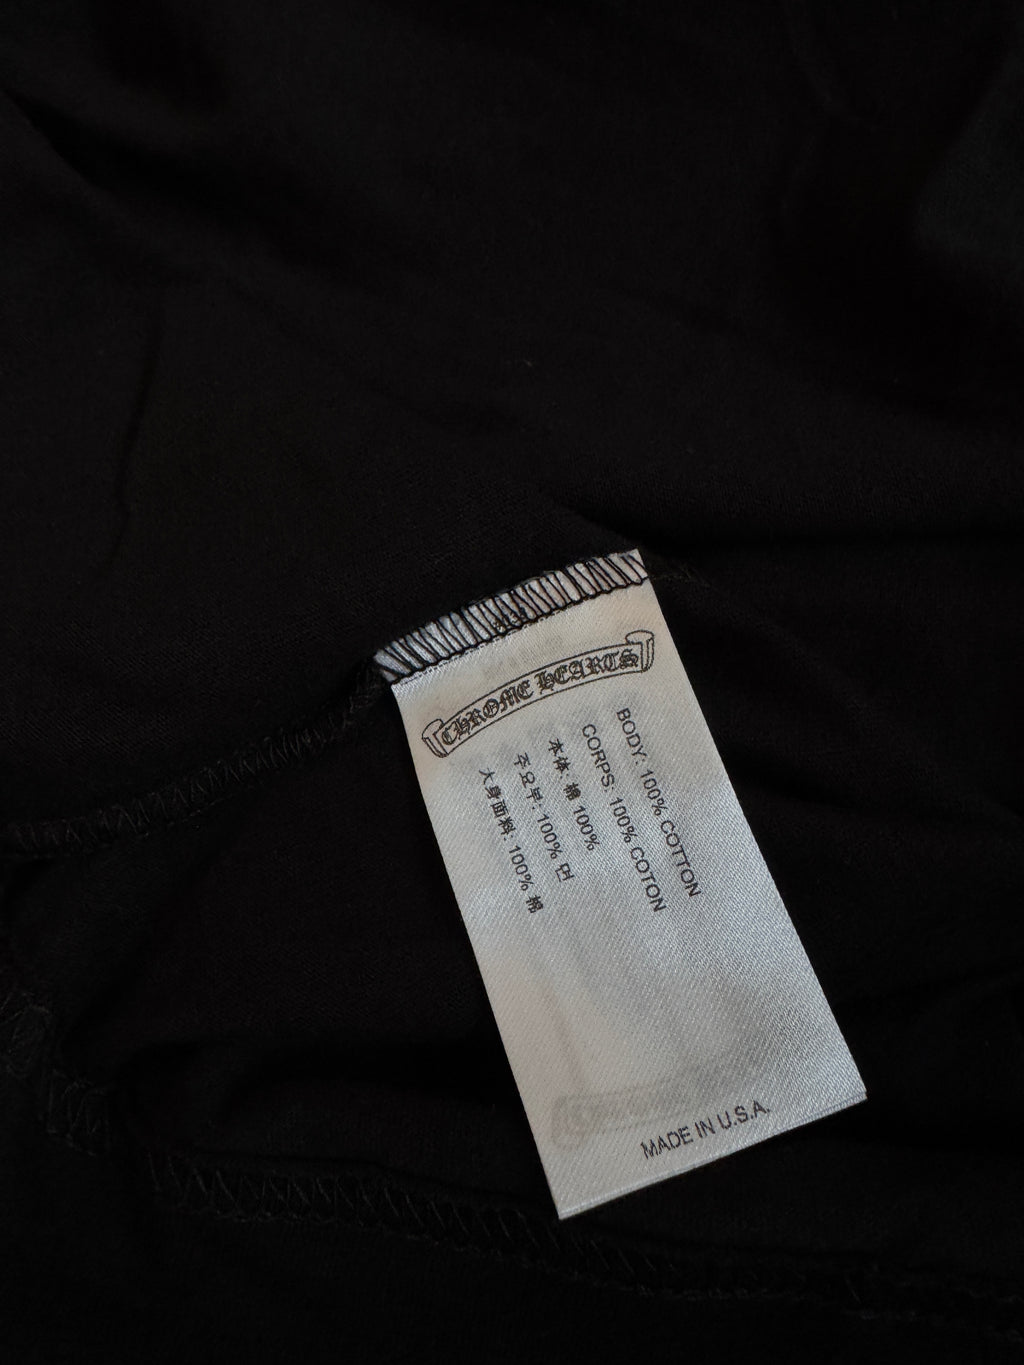 CHROME HEARTS
BODY: 100% COTTON
CORPS: 100% COTON
本体: 棉 100%
주요부: 100% 면
大身面料: 100% 棉
MADE IN U.S.A.